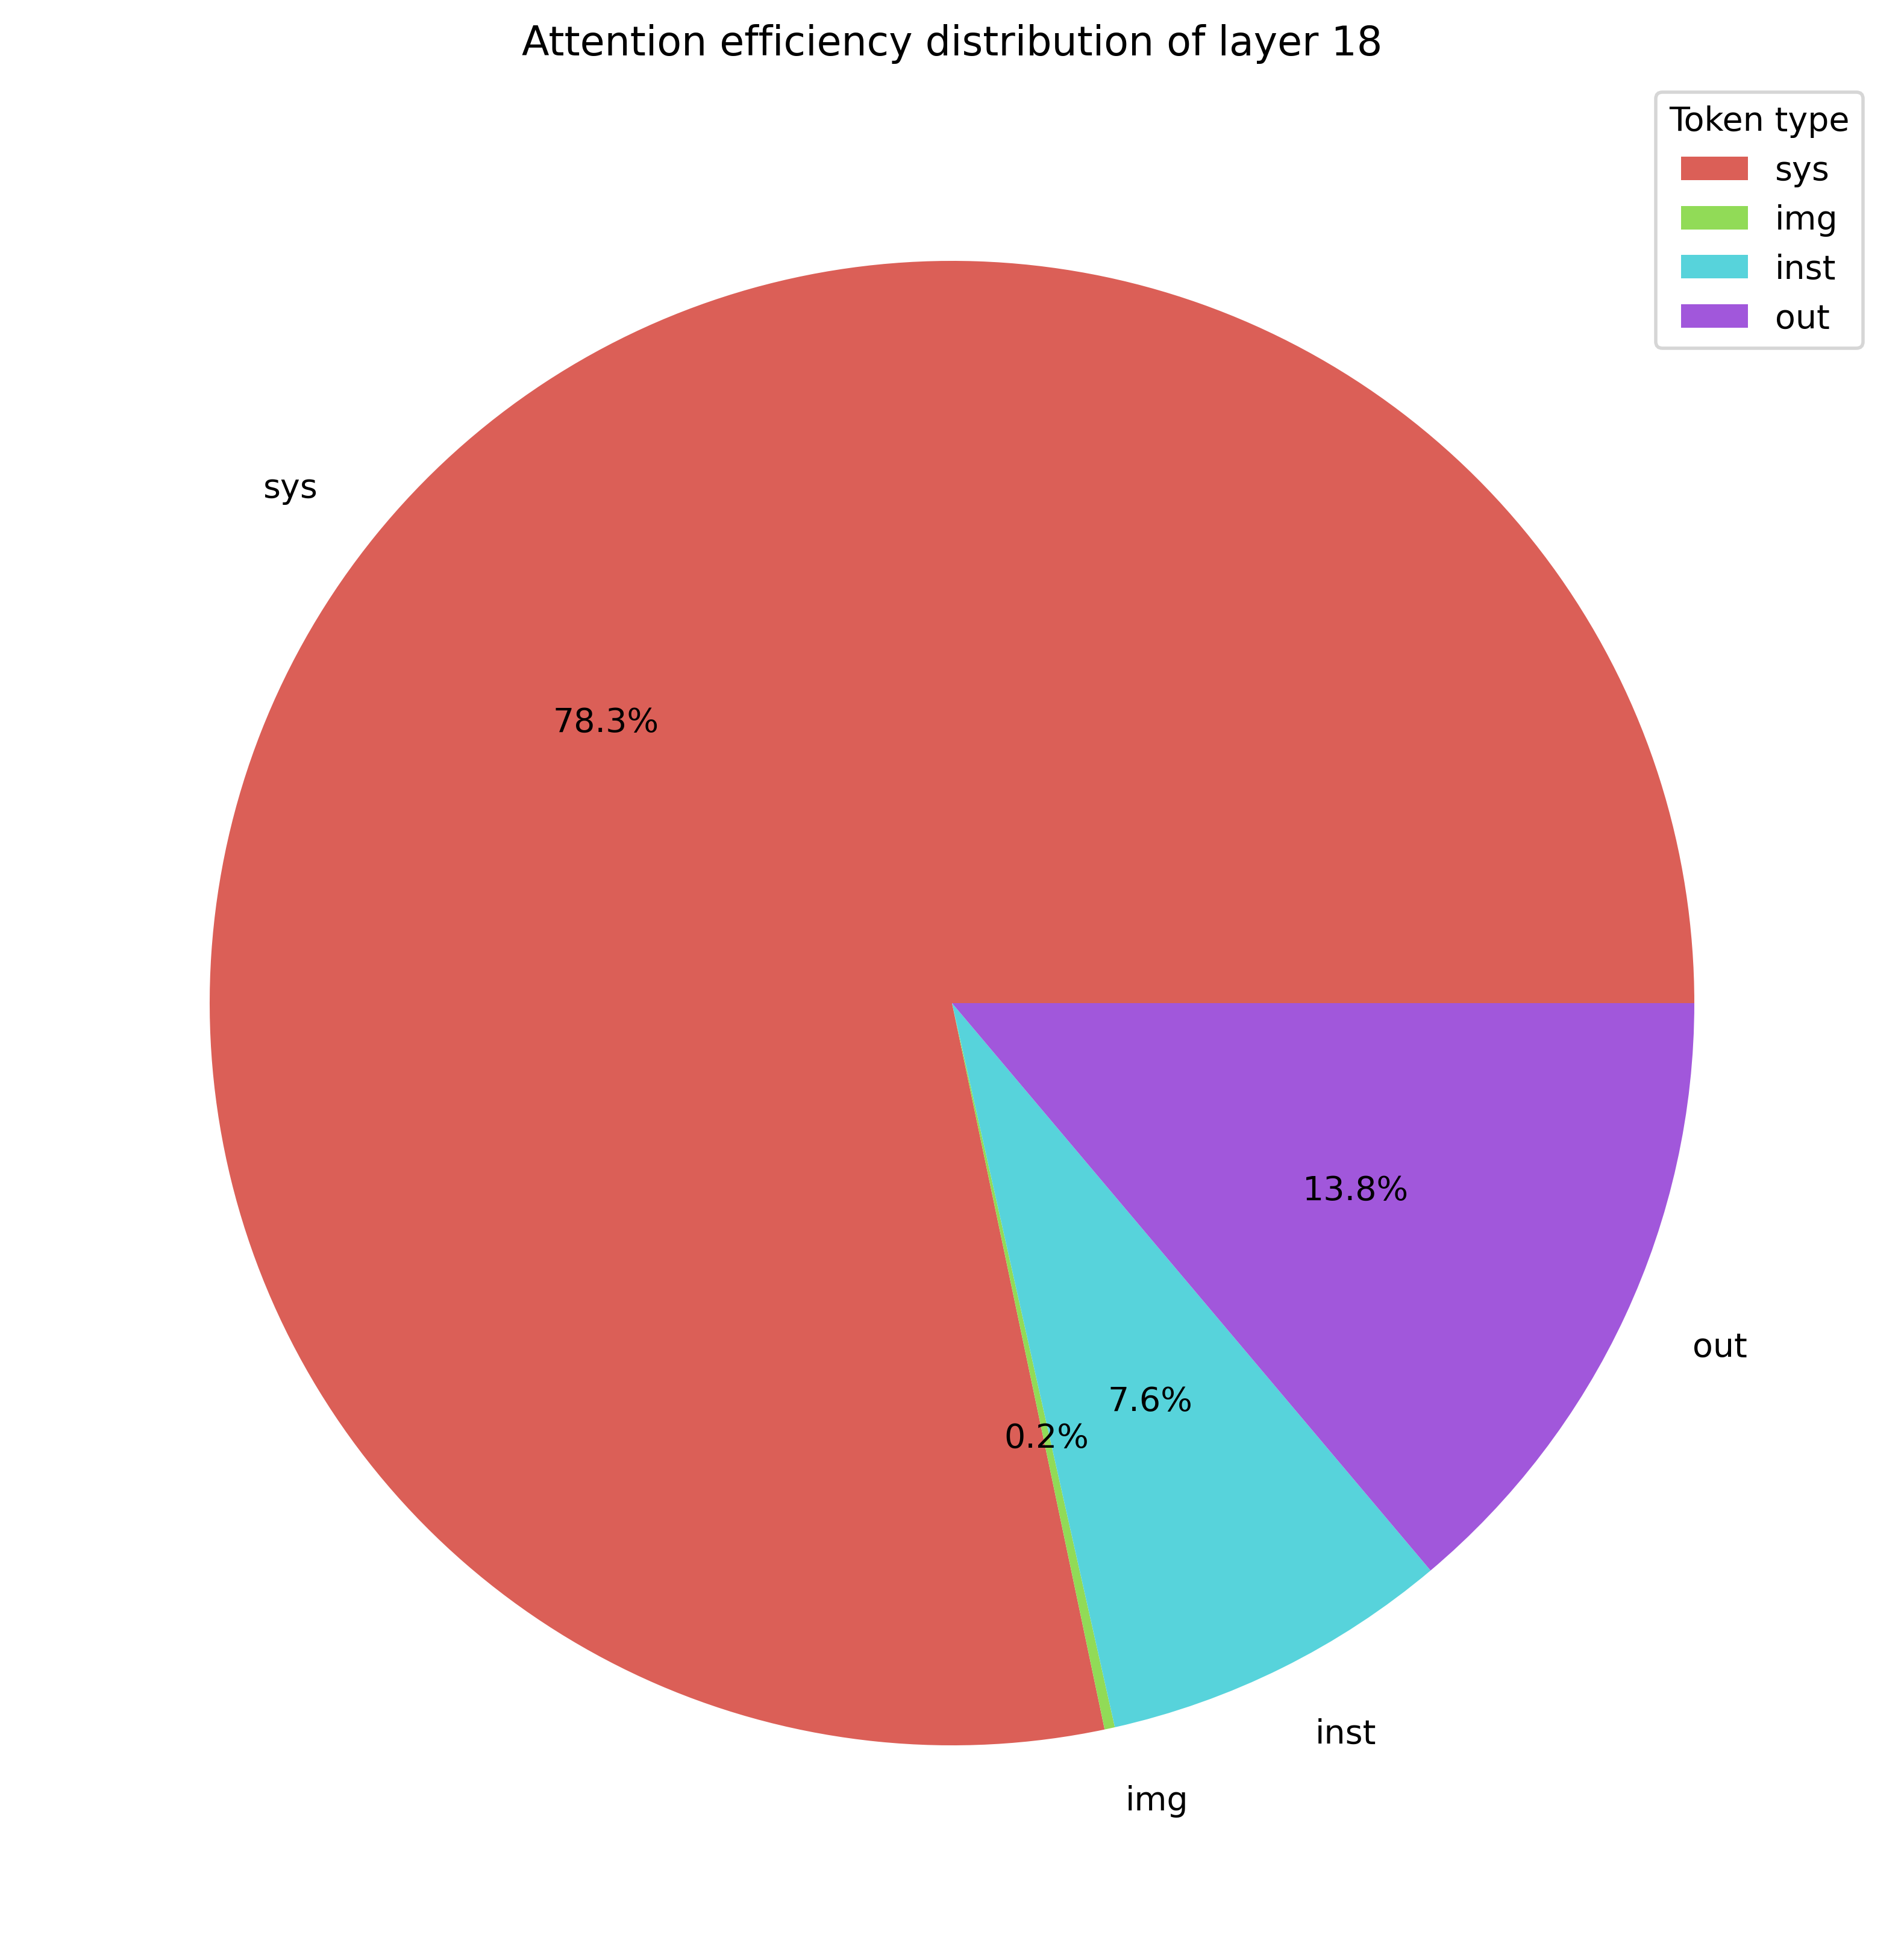 Attention efficiency distribution of layer 18
Token type
sys
img
inst
out
sys
78.3%
13.8%
out
7.6%
0.2%
inst
img